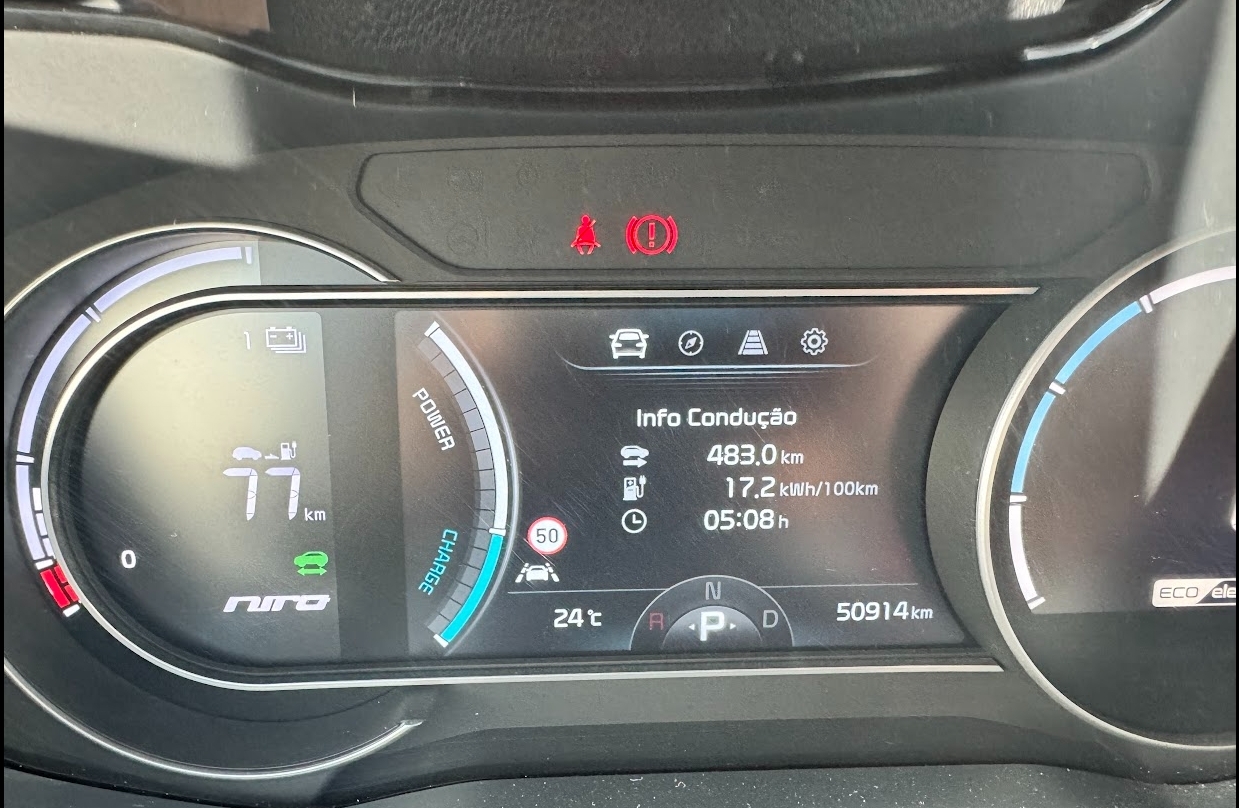 1
POWER
Info Condução
483.0 km
17.2 kWh/100km
05:08 h
77 km
CHARGE
50
0
niro
24°C
R N D
◂P▸
50914 km
ECO